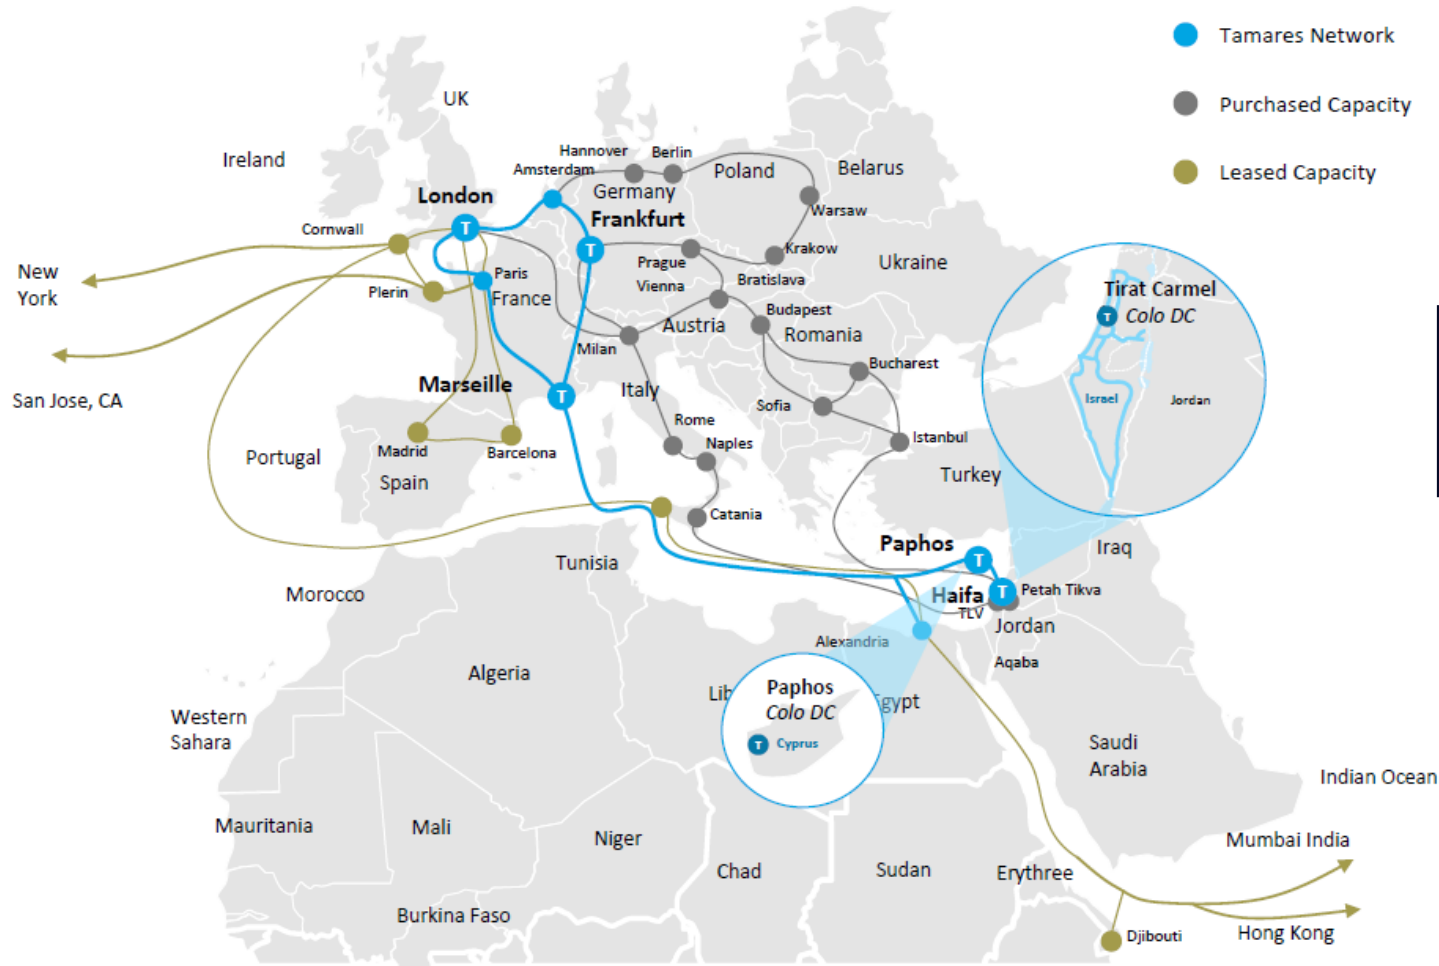 Tamares Network
Purchased Capacity
Leased Capacity
UK
Ireland
Hannover
Berlin
Amsterdam
Germany
Poland
Belarus
London
Warsaw
Frankfurt
Cornwall
Krakow
Prague
Ukraine
New
York
Paris
Bratislava
Plerin
France
Vienna
Budapest
Austria
Romania
Milan
Bucharest
San Jose, CA
Marseille
Italy
Sofia
Rome
Istanbul
Naples
Madrid
Barcelona
Portugal
Spain
Turkey
Tirat Carmel
T
Colo DC
Israel
Jordan
Catania
Paphos
Iraq
Tunisia
Morocco
Haifa
Petah Tikva
TLV
Jordan
Alexandria
Aqaba
Algeria
Lib
Egypt
Paphos
Colo DC
T
Cyprus
Western
Sahara
Saudi
Arabia
Indian Ocean
Mauritania
Mali
Niger
Chad
Sudan
Erythree
Mumbai India
Burkina Faso
Djibouti
Hong Kong
T
T
T
T
T